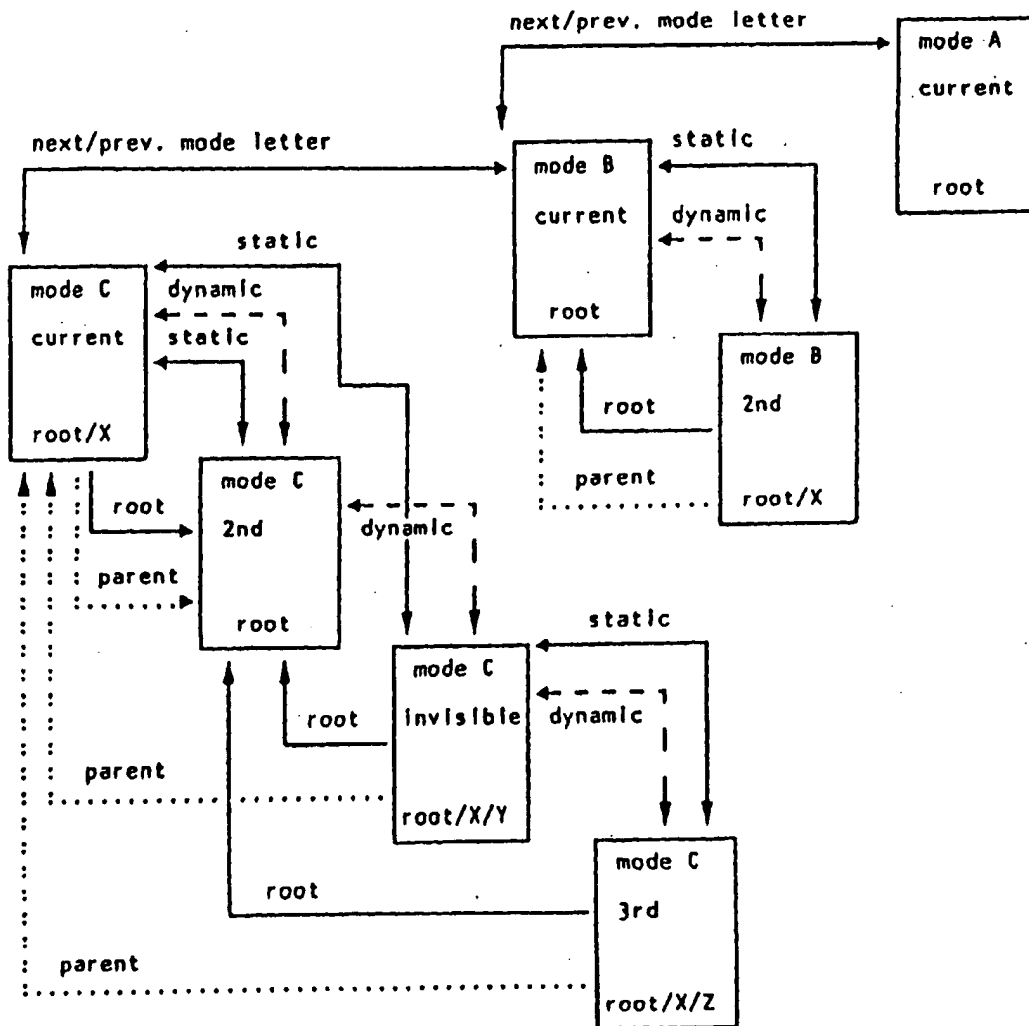 next/prev. mode letter
mode A
current
root
next/prev. mode letter
mode B
current
root
static
dynamic
mode B
2nd
root/X
root
parent
mode C
current
root/X
static
dynamic
static
root
parent
mode C
2nd
root
dynamic
mode C
invisible
root/X/Y
root
parent
static
dynamic
mode C
3rd
root/X/Z
root
parent